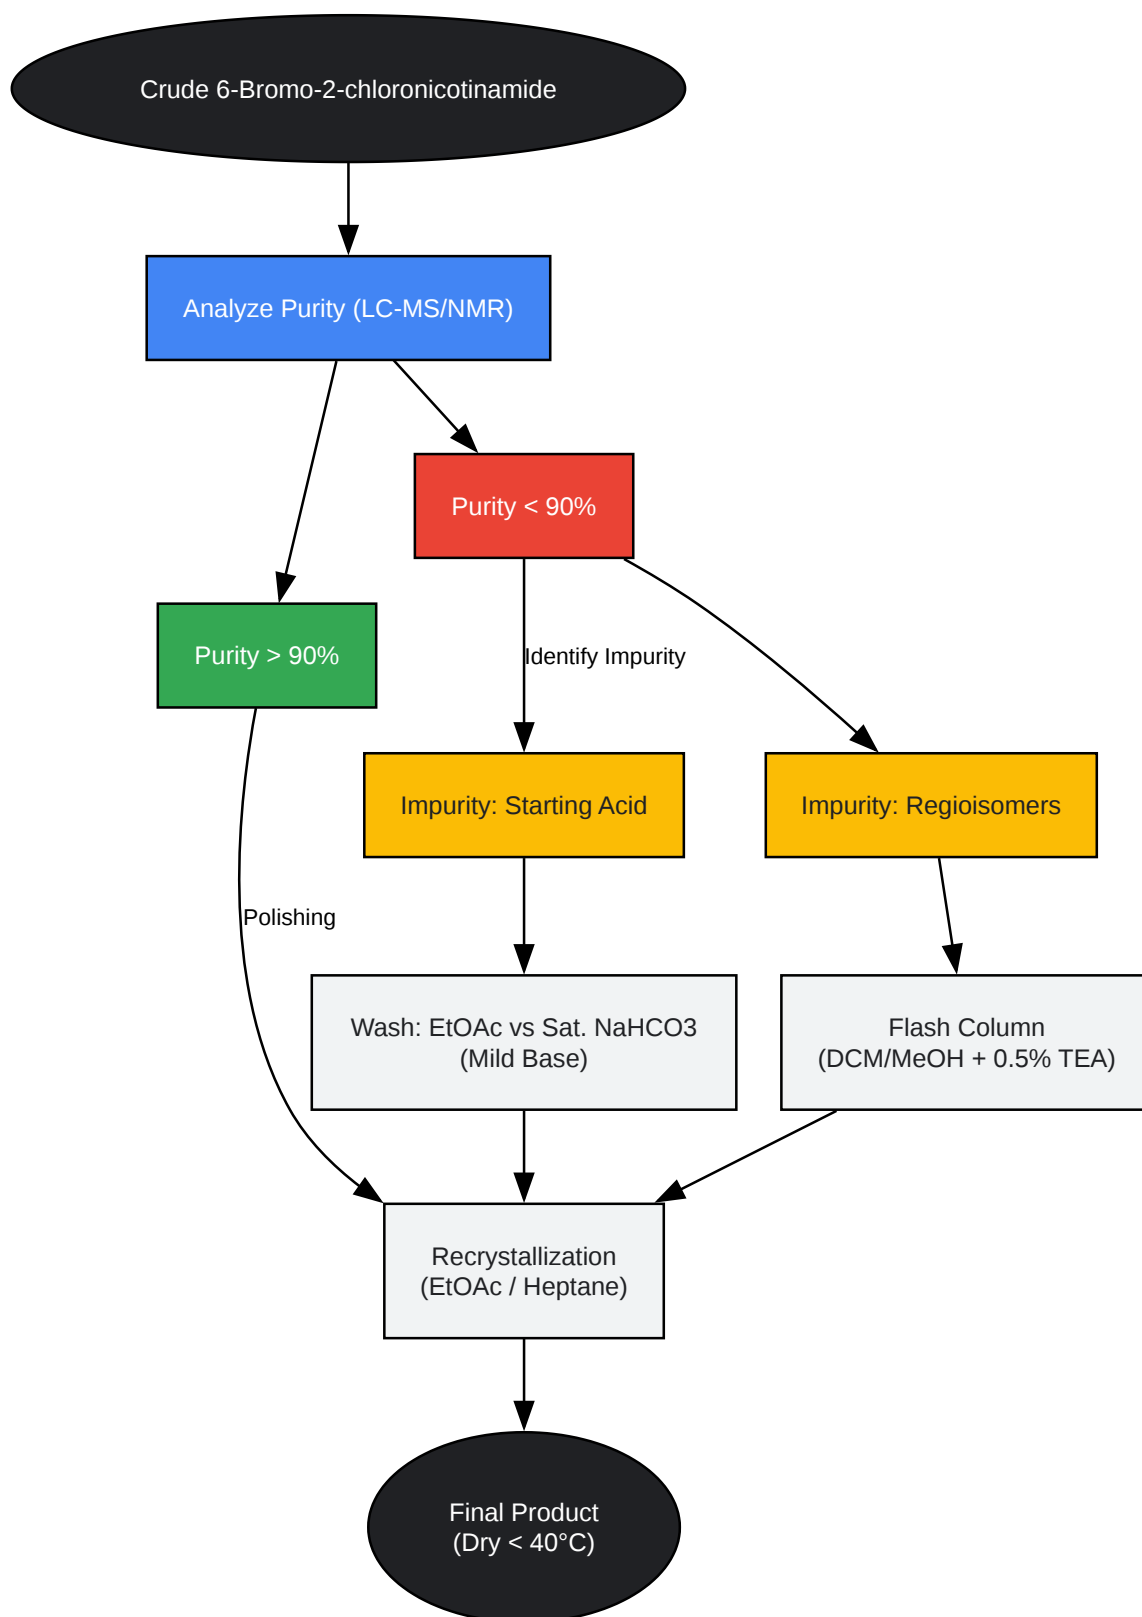 Crude 6-Bromo-2-chloronicotinamide
Analyze Purity (LC-MS/NMR)
Purity < 90%
Purity > 90%
Identify Impurity
Impurity: Starting Acid
Impurity: Regioisomers
Polishing
Wash: EtOAc vs Sat. NaHCO3
(Mild Base)
Flash Column
(DCM/MeOH + 0.5% TEA)
Recrystallization
(EtOAc / Heptane)
Final Product
(Dry < 40°C)